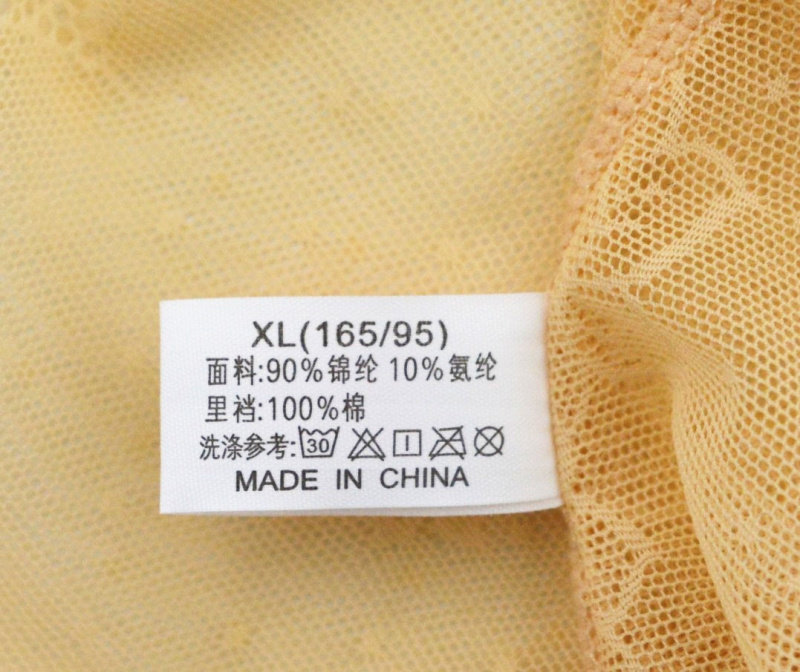 XL(165/95)
面料:90%锦纶 10%氨纶
里裆:100%棉
洗涤参考: 30
MADE IN CHINA